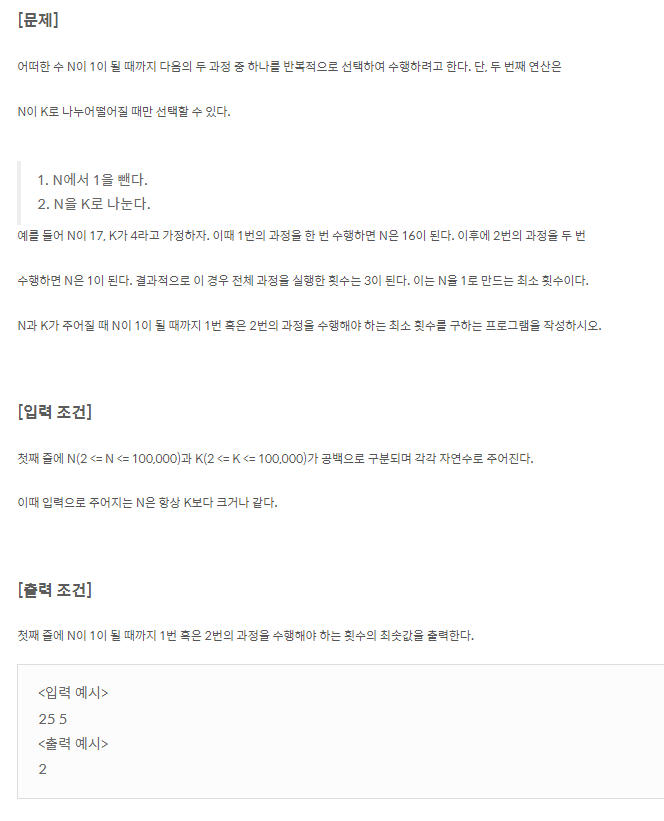 [문제]
어떠한 수 N이 1이 될 때까지 다음의 두 과정 중 하나를 반복적으로 선택하여 수행하려고 한다. 단, 두 번째 연산은
N이 K로 나누어떨어질 때만 선택할 수 있다.
1. N에서 1을 뺀다.
2. N을 K로 나눈다.
예를 들어 N이 17, K가 4라고 가정하자. 이때 1번의 과정을 한 번 수행하면 N은 16이 된다. 이후에 2번의 과정을 두 번
수행하면 N은 1이 된다. 결과적으로 이 경우 전체 과정을 실행한 횟수는 3이 된다. 이는 N을 1로 만드는 최소 횟수이다.
N과 K가 주어질 때 N이 1이 될 때까지 1번 혹은 2번의 과정을 수행해야 하는 최소 횟수를 구하는 프로그램을 작성하시오.
[입력 조건]
첫째 줄에 N(2 <= N <= 100,000)과 K(2 <= K <= 100,000)가 공백으로 구분되며 각각 자연수로 주어진다.
이때 입력으로 주어지는 N은 항상 K보다 크거나 같다.
[출력 조건]
첫째 줄에 N이 1이 될 때까지 1번 혹은 2번의 과정을 수행해야 하는 횟수의 최솟값을 출력한다.
<입력 예시>
25 5
<출력 예시>
2